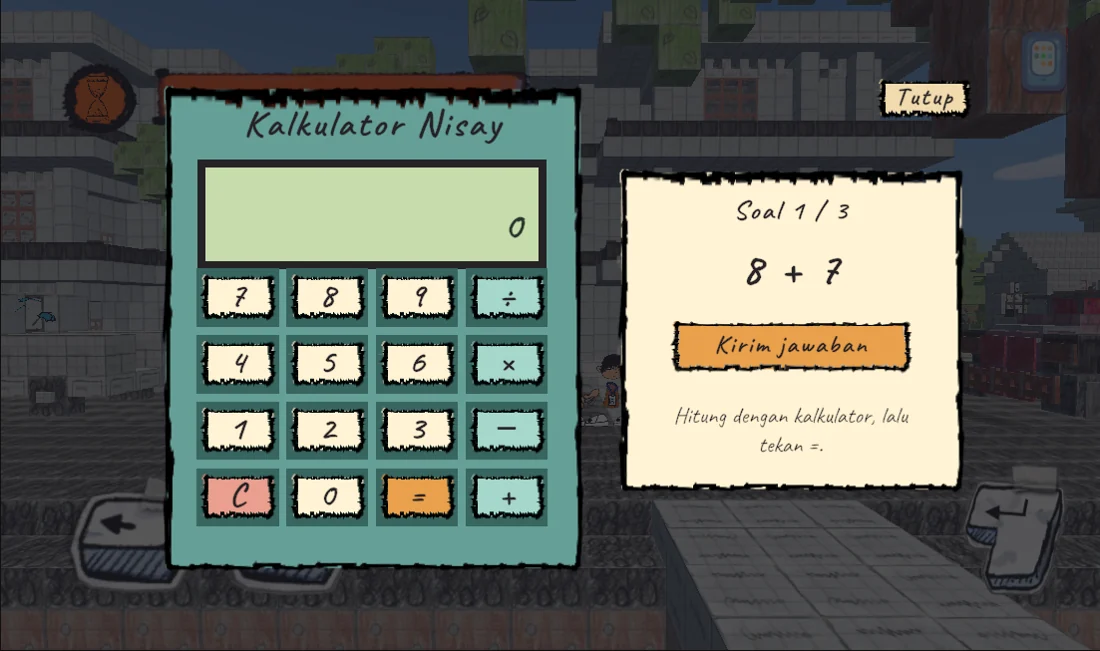 Kalkulator Nisay
Tutup
0
7 8 9 ÷
4 5 6 ×
1 2 3 −
C 0 = +
Soal 1 / 3
8 + 7
Kirim jawaban
Hitung dengan kalkulator, lalu
tekan =.